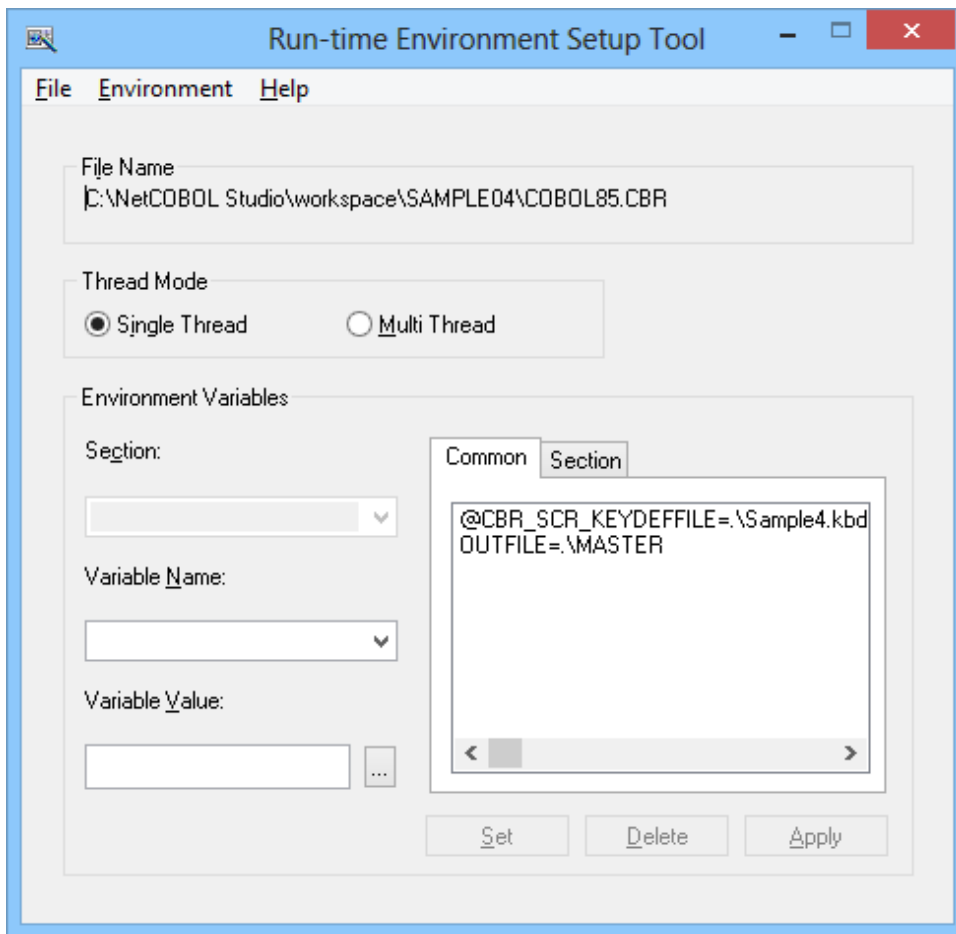 Run-time Environment Setup Tool
File Environment Help
File Name
C:\NetCOBOL Studio\workspace\SAMPLE04\COBOL85.CBR
Thread Mode
Single Thread Multi Thread
Environment Variables
Section:
Common Section
@CBR_SCR_KEYDEFFILE=.\Sample4.kbd
OUTFILE=.\MASTER
Variable Name:
Variable Value:
...
Set Delete Apply